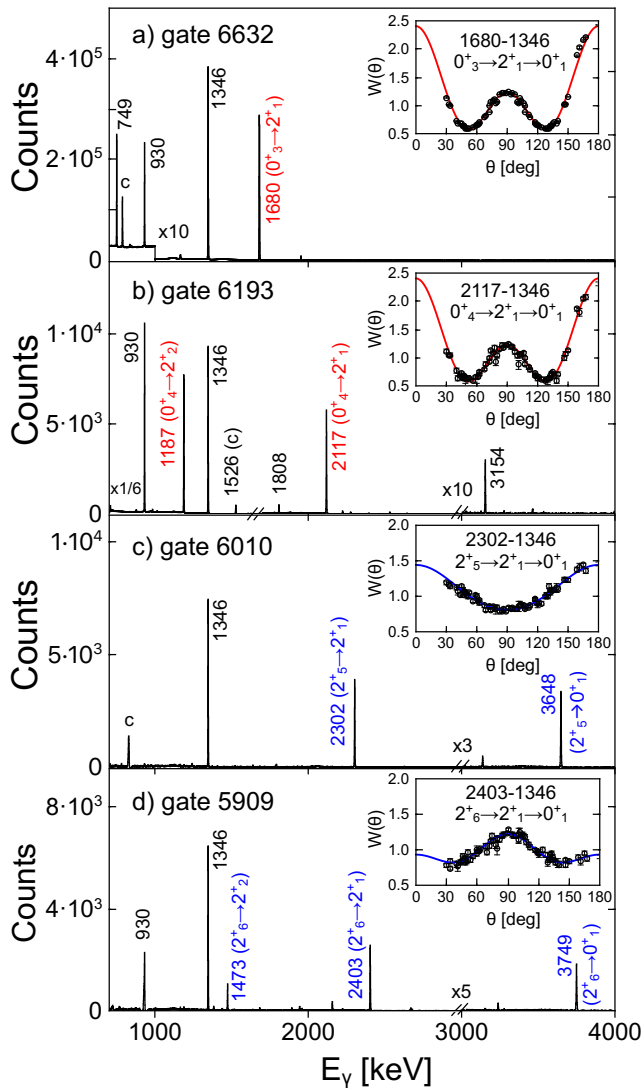 a) gate 6632
Counts
4·10⁵
2·10⁵
0
749
c
930
x10
1346
1680 (0⁺₃→2⁺₁)
1680-1346
0⁺₃→2⁺₁→0⁺₁
W(θ)
2.5
2.0
1.5
1.0
0.5
0 30 60 90 120 150 180
θ [deg]
b) gate 6193
Counts
1·10⁴
5·10³
0
x1/6
930
1187 (0⁺₄→2⁺₂)
1346
1526 (c)
1808
2117 (0⁺₄→2⁺₁)
x10
3154
2117-1346
0⁺₄→2⁺₁→0⁺₁
W(θ)
2.5
2.0
1.5
1.0
0.5
0 30 60 90 120 150 180
θ [deg]
c) gate 6010
Counts
1·10⁴
5·10³
0
c
1346
2302 (2⁺₅→2⁺₁)
x3
3648
(2⁺₅→0⁺₁)
2302-1346
2⁺₅→2⁺₁→0⁺₁
W(θ)
2.0
1.5
1.0
0.5
0 30 60 90 120 150 180
θ [deg]
d) gate 5909
Counts
8·10³
4·10³
0
930
1346
1473 (2⁺₆→2⁺₂)
2403 (2⁺₆→2⁺₁)
x5
3749
(2⁺₆→0⁺₁)
2403-1346
2⁺₆→2⁺₁→0⁺₁
W(θ)
2.0
1.5
1.0
0.5
0 30 60 90 120 150 180
θ [deg]
1000 2000 3000 4000
Eγ [keV]